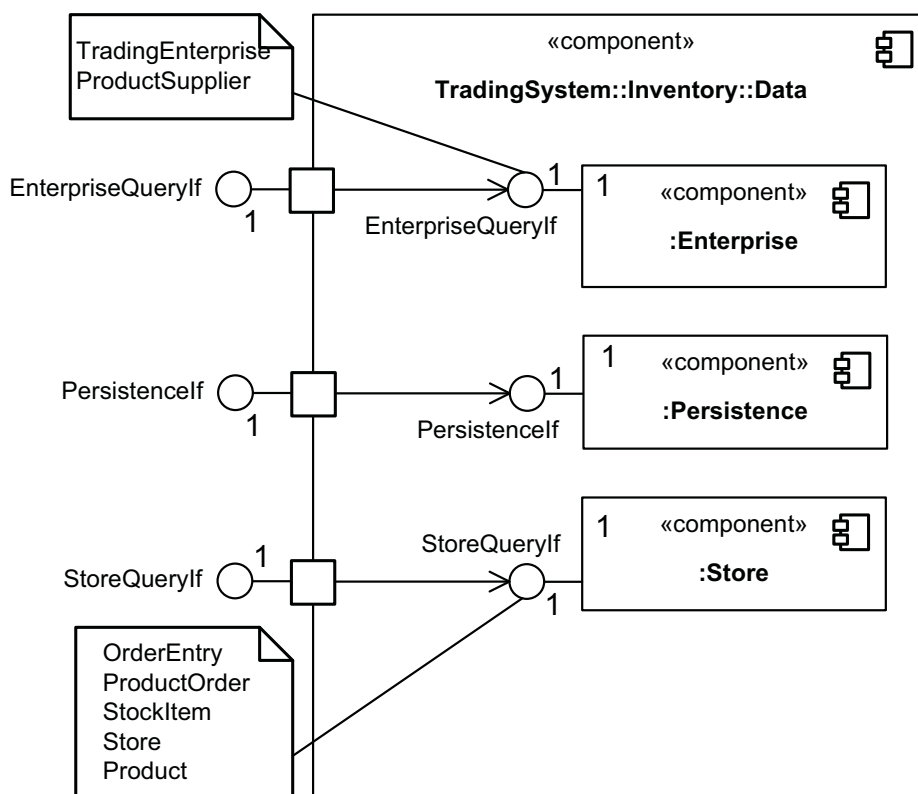 TradingEnterprise
ProductSupplier
«component»
TradingSystem::Inventory::Data
EnterpriseQueryIf
1
EnterpriseQueryIf
1
1
«component»
:Enterprise
PersistenceIf
1
PersistenceIf
1
1
«component»
:Persistence
StoreQueryIf
1
StoreQueryIf
1
1
«component»
:Store
OrderEntry
ProductOrder
StockItem
Store
Product